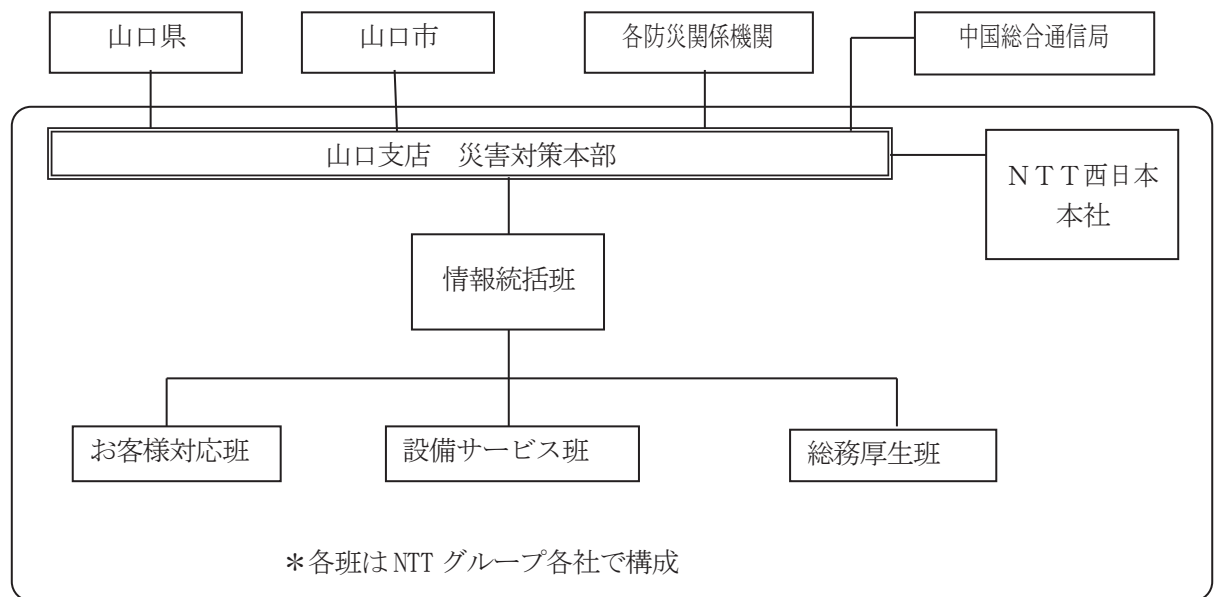 山口県
山口市
各防災関係機関
中国総合通信局
山口支店　災害対策本部
ＮＴＴ西日本
本社
情報統括班
お客様対応班
設備サービス班
総務厚生班
＊各班は NTT グループ各社で構成